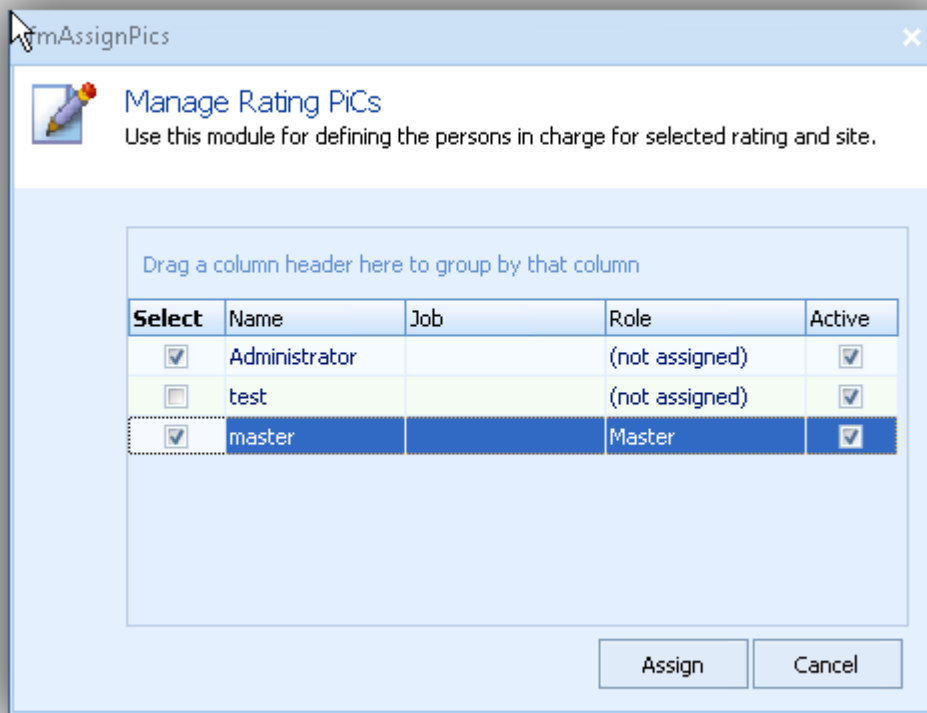 fmAssignPics
Manage Rating PiCs
Use this module for defining the persons in charge for selected rating and site.
Drag a column header here to group by that column
Select Name Job Role Active
Administrator (not assigned)
test (not assigned)
master Master
Assign Cancel